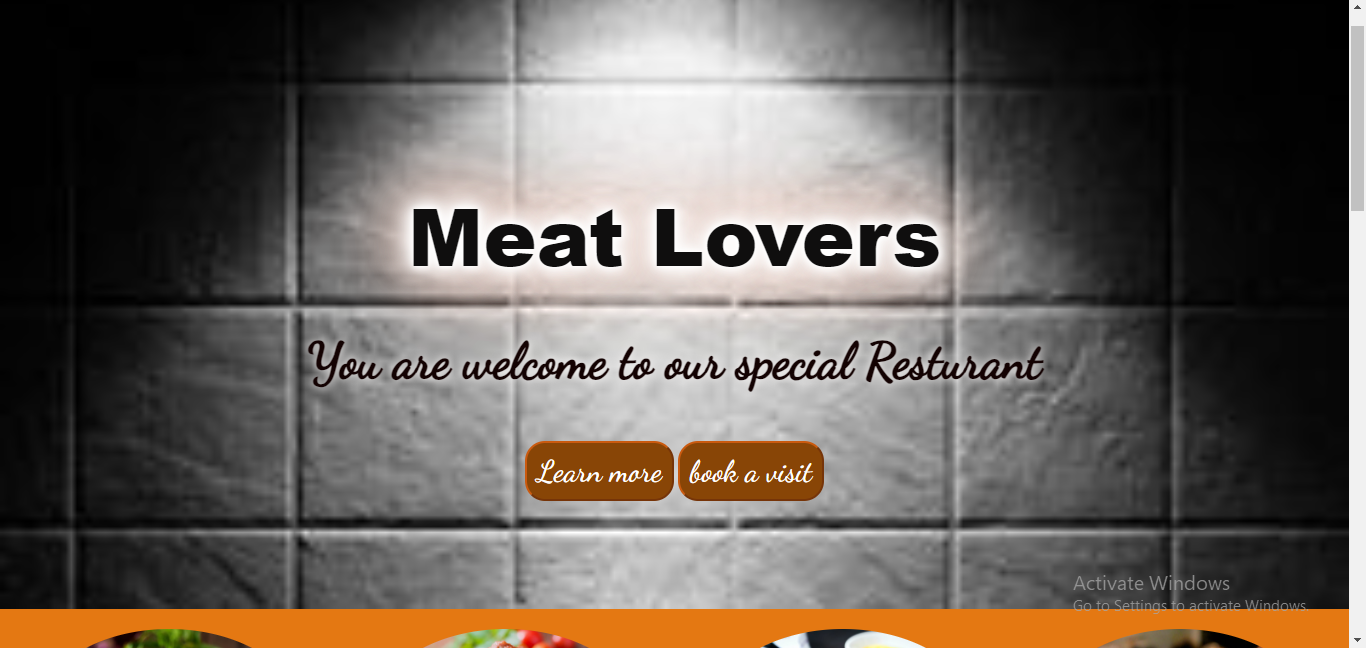 Meat Lovers
You are welcome to our special Resturant
Learn more book a visit
Activate Windows
Go to Settings to activate Windows.